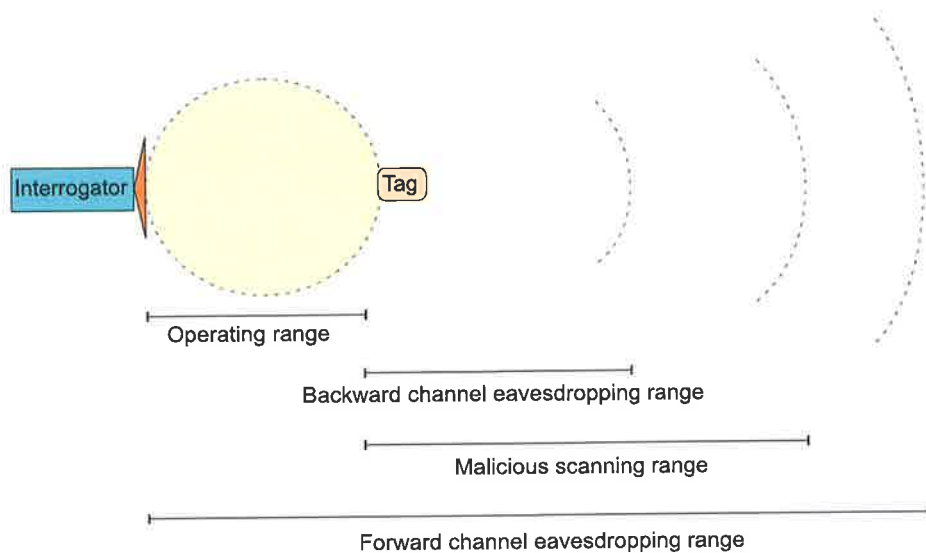 Interrogator
Tag
Operating range
Backward channel eavesdropping range
Malicious scanning range
Forward channel eavesdropping range